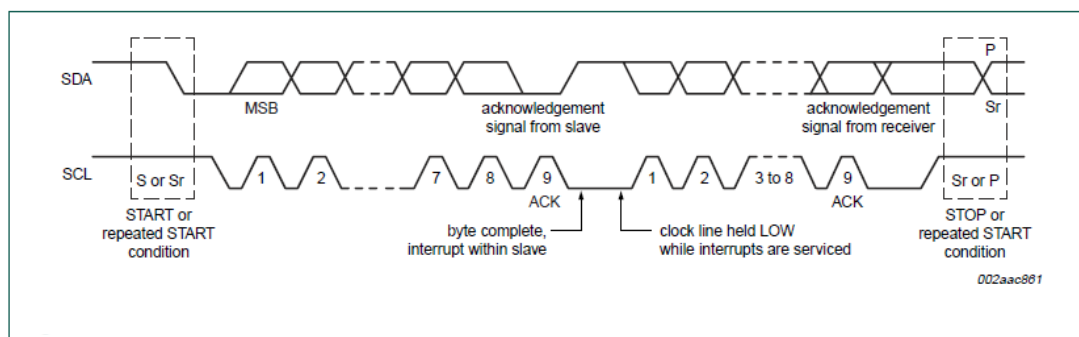 P
SDA
MSB
acknowledgement
signal from slave
acknowledgement
signal from receiver
Sr
SCL
S or Sr
1
2
7
8
9
1
2
3 to 8
9
Sr or P
ACK
ACK
START or
repeated START
condition
byte complete,
interrupt within slave
clock line held LOW
while interrupts are serviced
STOP or
repeated START
condition
002aac861